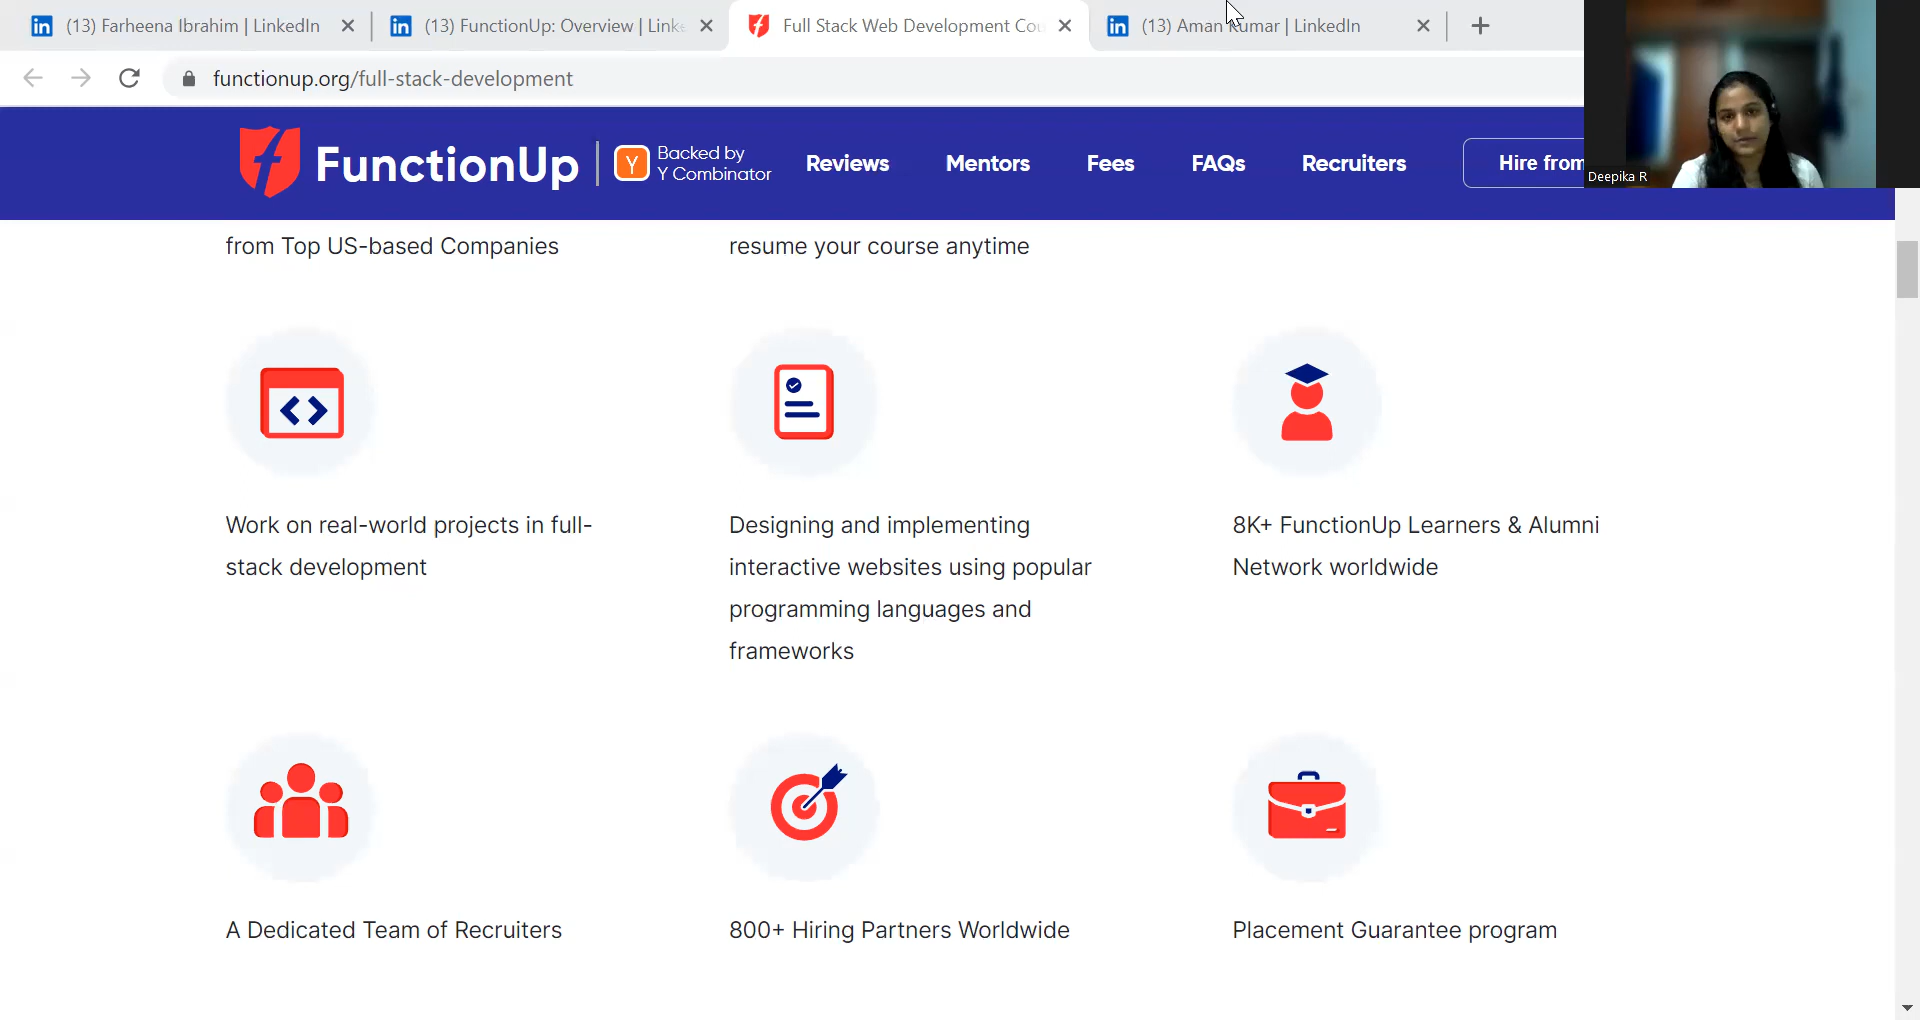 (13) Farheena Ibrahim | LinkedIn
(13) FunctionUp: Overview | Linke
Full Stack Web Development Cou
(13) Aman Kumar | LinkedIn
functionup.org/full-stack-development
FunctionUp
Backed by
Y Combinator
Reviews
Mentors
Fees
FAQs
Recruiters
Hire from
Deepika R
from Top US-based Companies
resume your course anytime
Work on real-world projects in full-
stack development
Designing and implementing
interactive websites using popular
programming languages and
frameworks
8K+ FunctionUp Learners & Alumni
Network worldwide
A Dedicated Team of Recruiters
800+ Hiring Partners Worldwide
Placement Guarantee program